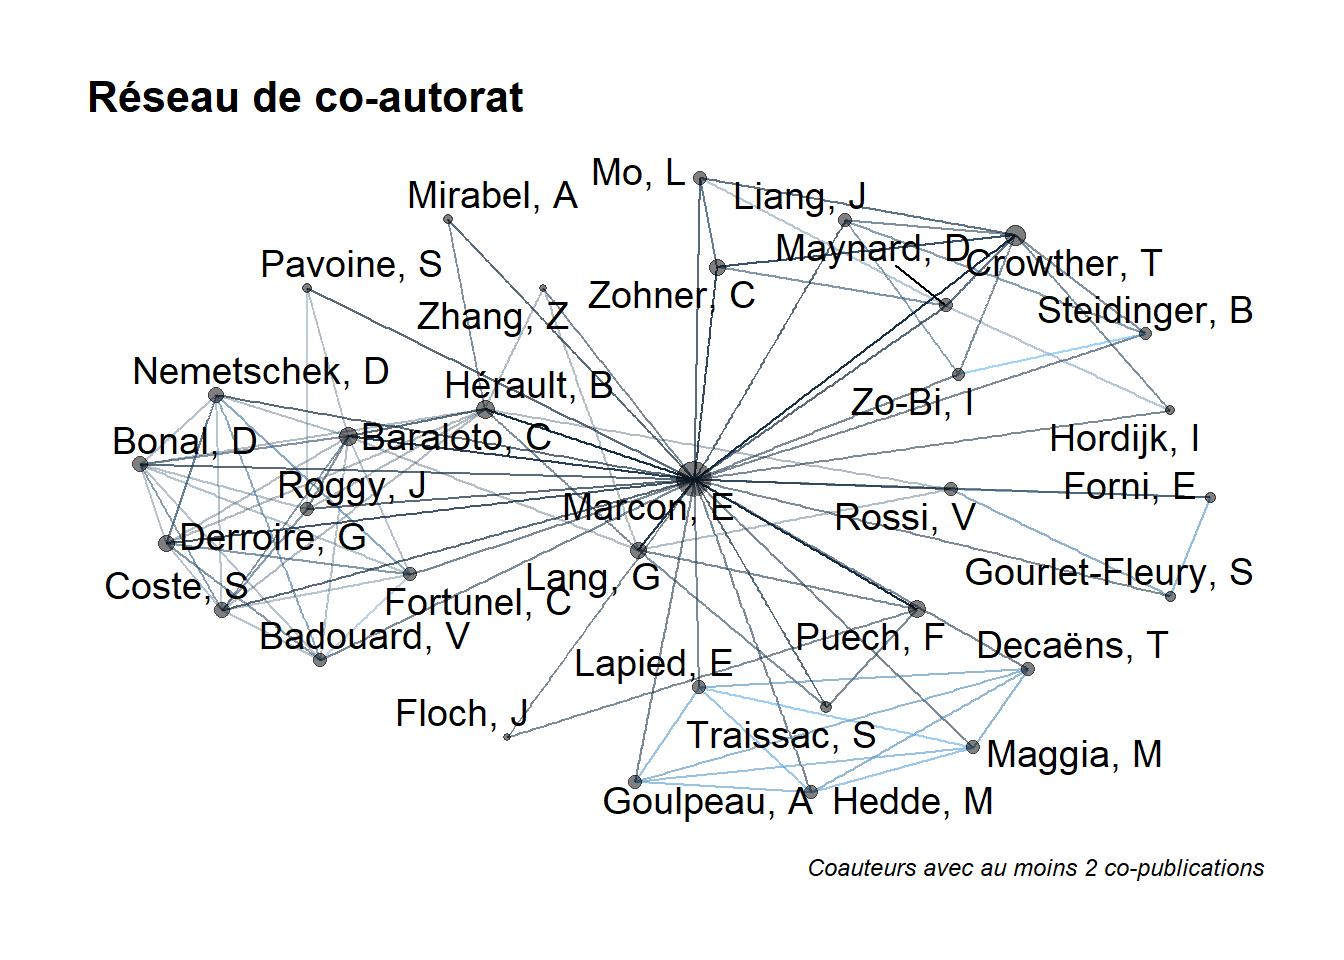 Réseau de co-autorat
Mo, L
Mirabel, A
Liang, J
Maynard, D
Pavoine, S
Crowther, T
Zohner, C
Zhang, Z
Steidinger, B
Nemetschek, D
Hérault, B
Zo-Bi, I
Bonal, D
Baraloto, C
Hordijk, I
Roggy, J
Forni, E
Marcon, E
Rossi, V
Derroire, G
Coste, S
Lang, G
Gourlet-Fleury, S
Fortunel, C
Badouard, V
Puech, F
Decaëns, T
Lapied, E
Floch, J
Traissac, S
Maggia, M
Goulpeau, A
Hedde, M
Coauteurs avec au moins 2 co-publications